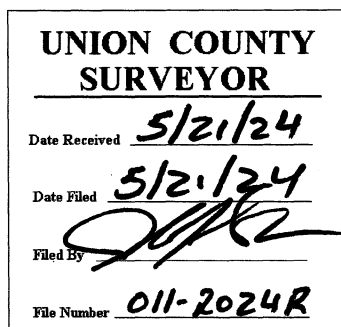 UNION COUNTY
SURVEYOR
Date Received 5/21/24
Date Filed 5/21/24
Filed By
File Number 011-2024R